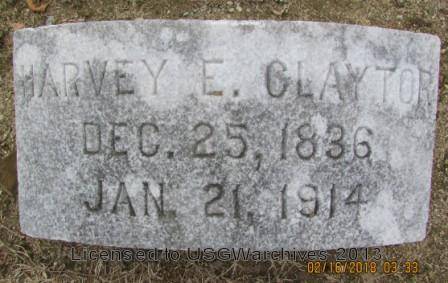 HARVEY E. CLAYTOR
DEC. 25, 1836
JAN. 21, 1914
Licensed to USGWarchives 2013
02/16/2018 03:33